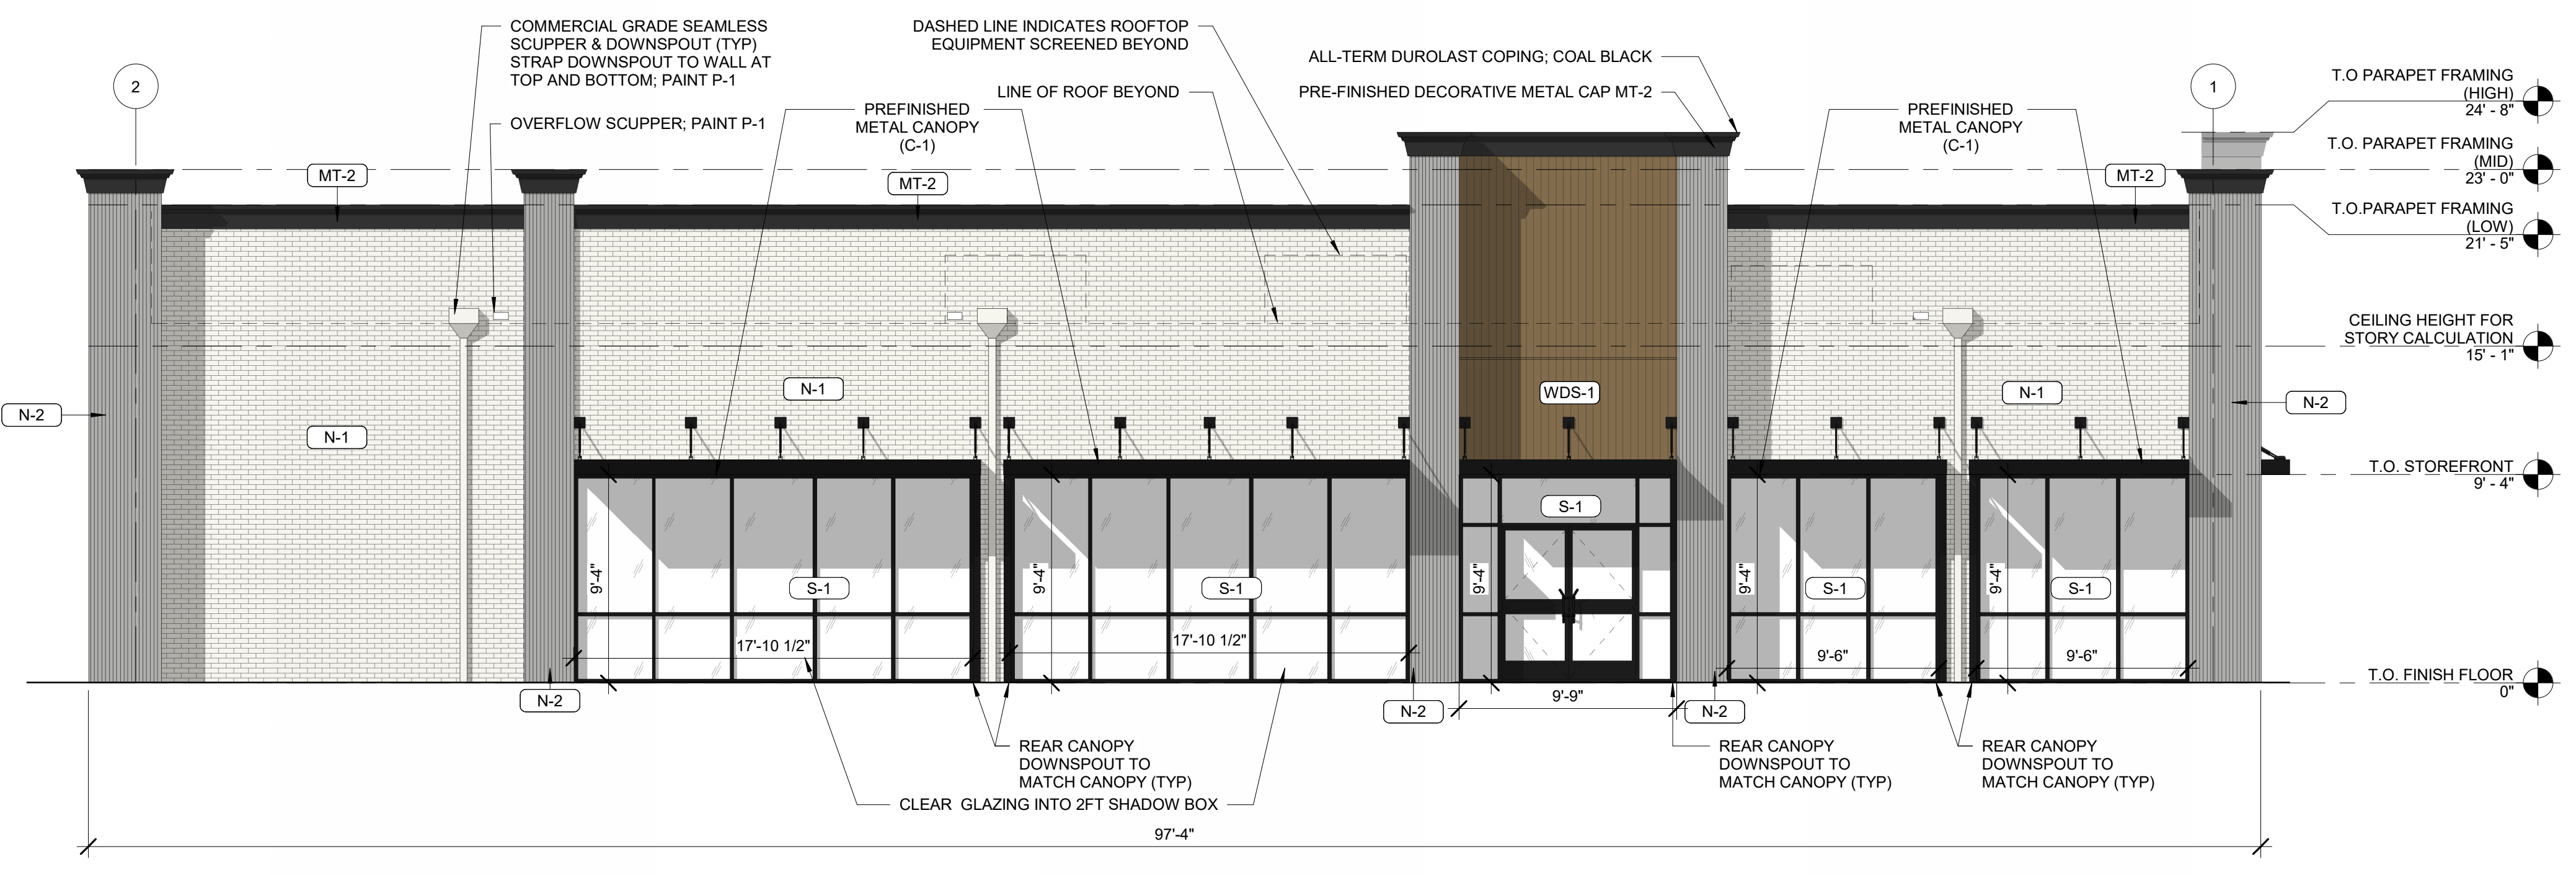 COMMERCIAL GRADE SEAMLESS
SCUPPER & DOWNSPOUT (TYP)
STRAP DOWNSPOUT TO WALL AT
TOP AND BOTTOM; PAINT P-1
OVERFLOW SCUPPER; PAINT P-1
DASHED LINE INDICATES ROOFTOP
EQUIPMENT SCREENED BEYOND
LINE OF ROOF BEYOND
PREFINISHED
METAL CANOPY
(C-1)
ALL-TERM DUROLAST COPING; COAL BLACK
PRE-FINISHED DECORATIVE METAL CAP MT-2
PREFINISHED
METAL CANOPY
(C-1)
T.O PARAPET FRAMING
(HIGH)
24' - 8"
T.O. PARAPET FRAMING
(MID)
23' - 0"
T.O.PARAPET FRAMING
(LOW)
21' - 5"
CEILING HEIGHT FOR
STORY CALCULATION
15' - 1"
T.O. STOREFRONT
9' - 4"
T.O. FINISH FLOOR
0"
2
1
MT-2
MT-2
MT-2
N-2
N-1
N-1
WDS-1
N-1
N-2
S-1
9'-4"
S-1
9'-4"
S-1
9'-4"
9'-4"
S-1
9'-4"
S-1
17'-10 1/2"
17'-10 1/2"
9'-6"
9'-6"
N-2
N-2
9'-9"
N-2
REAR CANOPY
DOWNSPOUT TO
MATCH CANOPY (TYP)
REAR CANOPY
DOWNSPOUT TO
MATCH CANOPY (TYP)
REAR CANOPY
DOWNSPOUT TO
MATCH CANOPY (TYP)
CLEAR GLAZING INTO 2FT SHADOW BOX
97'-4"